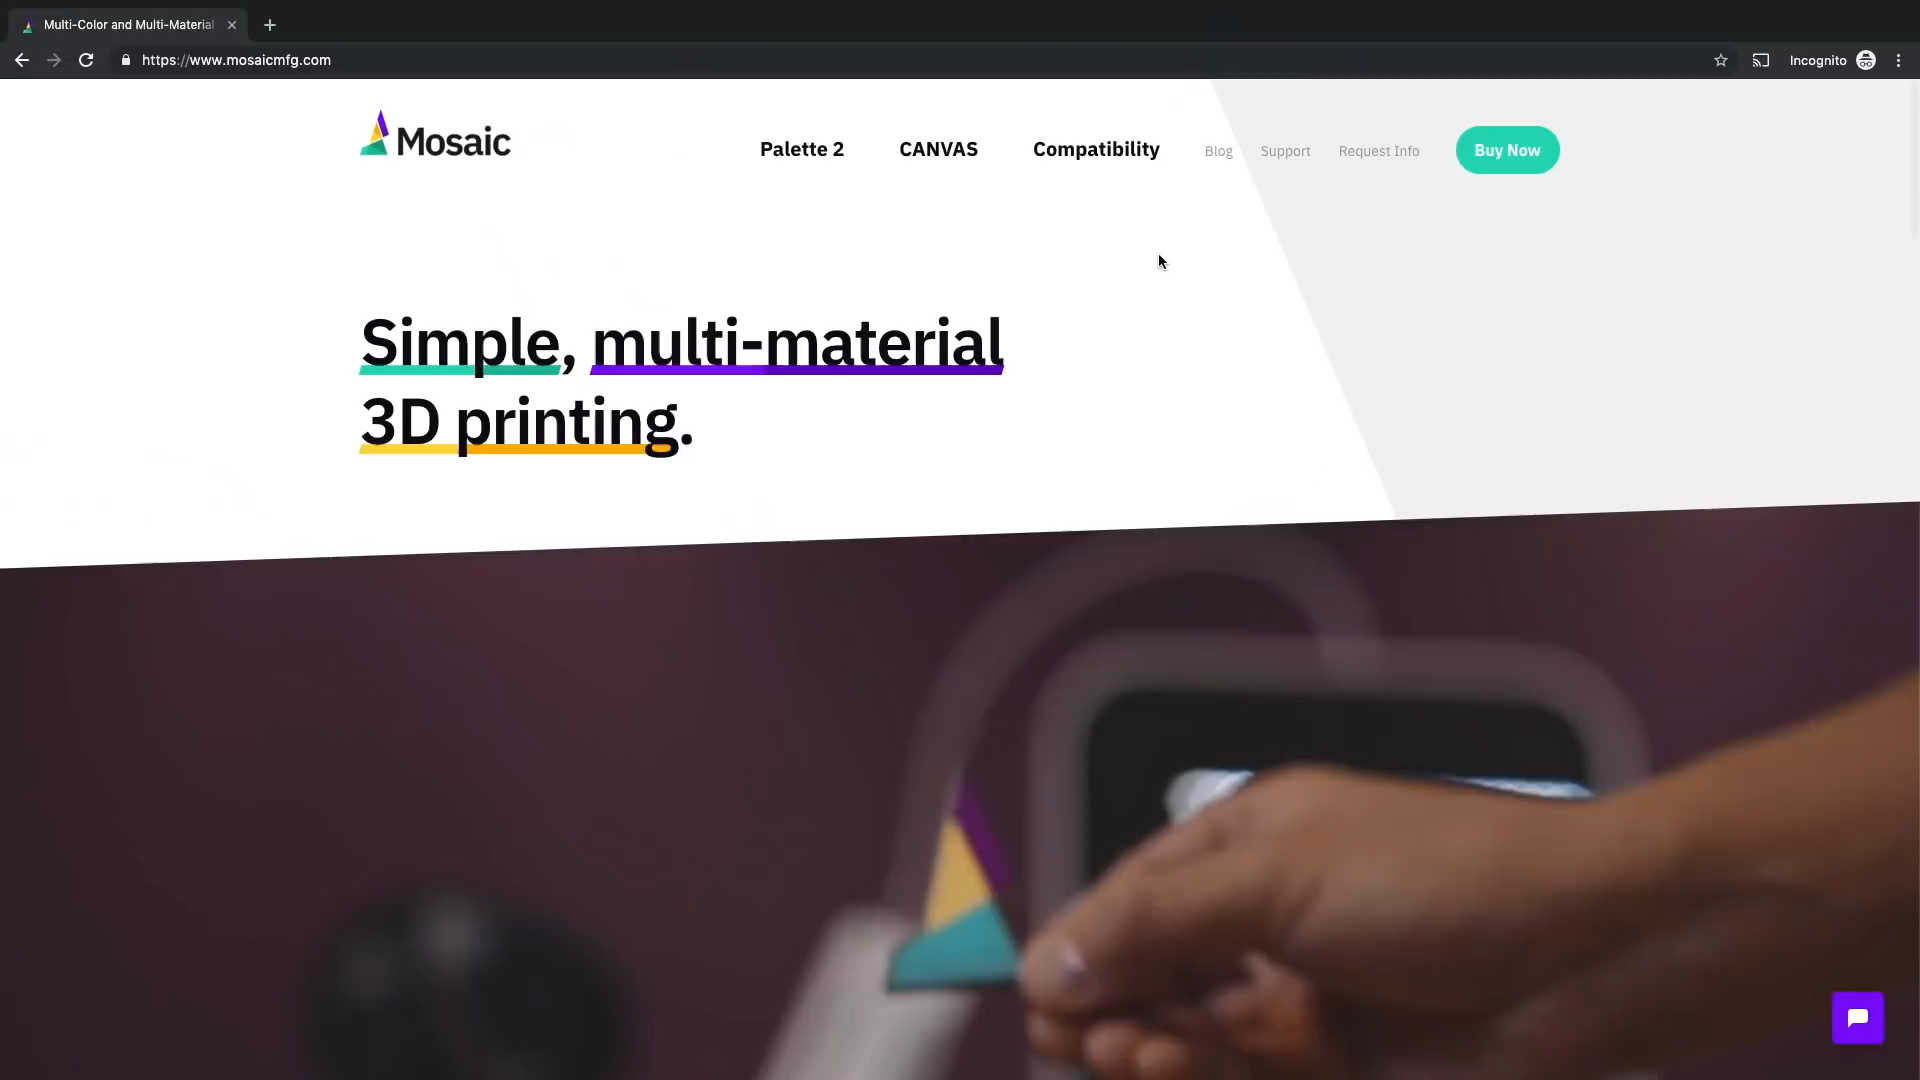 Multi-Color and Multi-Material
https://www.mosaicmfg.com
Incognito
Mosaic
Palette 2
CANVAS
Compatibility
Blog
Support
Request Info
Buy Now
Simple, multi-material
3D printing.